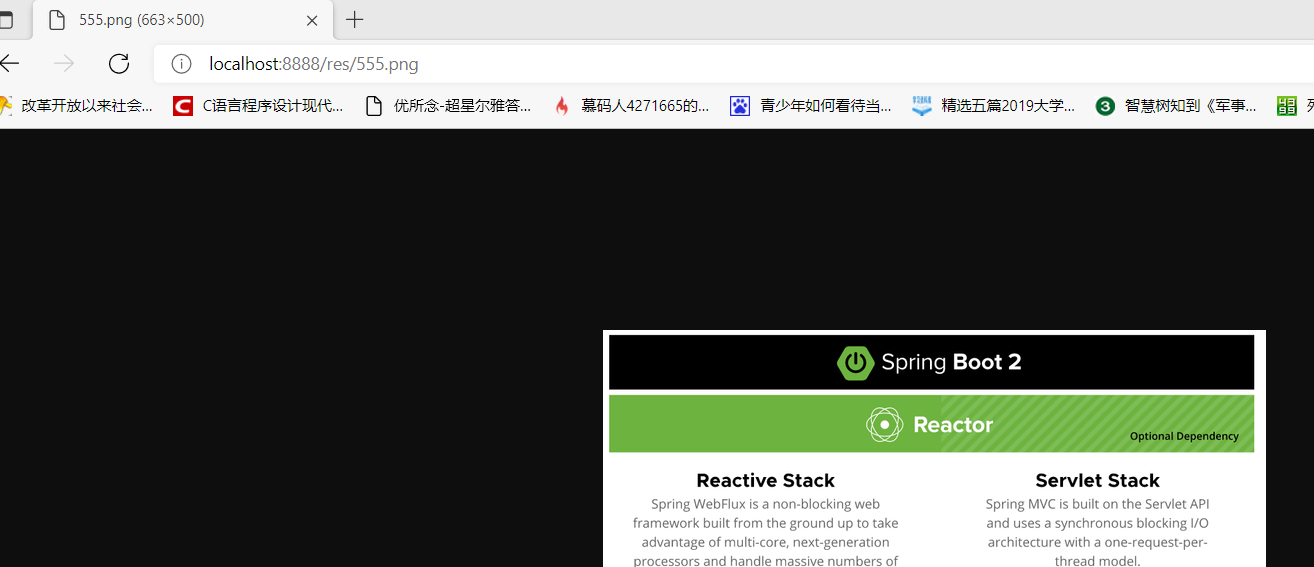 555.png (663×500)
localhost:8888/res/555.png
改革开放以来社会... C语言程序设计现代... 优所念-超星尔雅答... 慕码人4271665的... 青少年如何看待当... 精选五篇2019大学... 智慧树知到《军事...
Spring Boot 2
Reactor
Optional Dependency
Reactive Stack
Spring WebFlux is a non-blocking web
framework built from the ground up to take
advantage of multi-core, next-generation
processors and handle massive numbers of
Servlet Stack
Spring MVC is built on the Servlet API
and uses a synchronous blocking I/O
architecture with a one-request-per-
thread model.